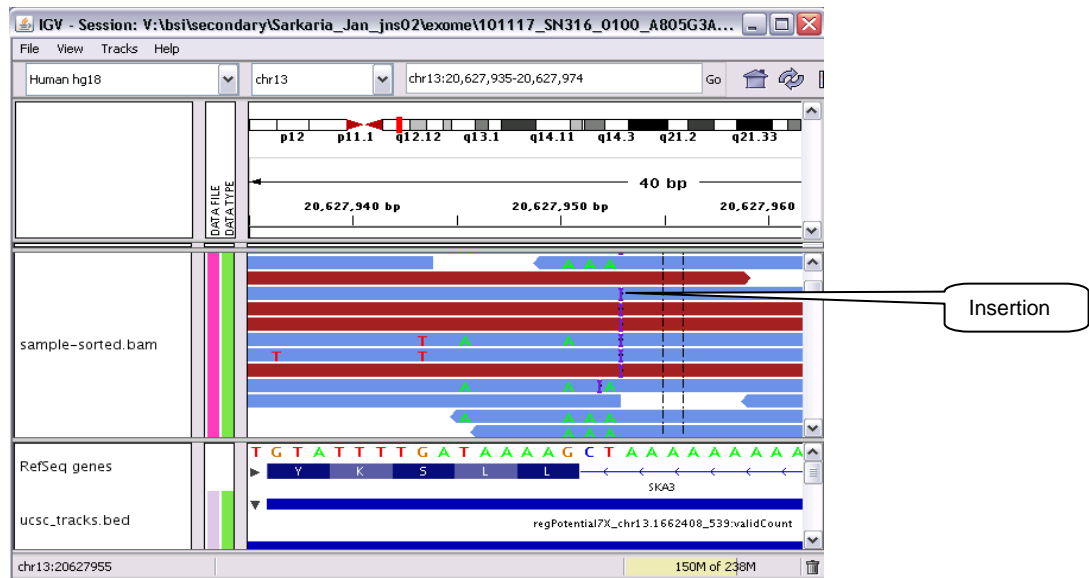 IGV - Session: V:\bsi\secondary\Sarkaria_Jan_jns02\exome\101117_SN316_0100_A805G3A...
File View Tracks Help
Human hg18 chr13 chr13:20,627,935-20,627,974 Go
p12 p11.1 q12.12 q13.1 q14.11 q14.3 q21.2 q21.33
40 bp
20,627,940 bp 20,627,950 bp 20,627,960
DATA FILE
DATA TYPE
A A A
Insertion
sample-sorted.bam
T A A
T T
A A I A
A A A A
A A A
RefSeq genes
T G T A T T T T G A T A A A A G C T A A A A A A A A A
Y K S L L
SKA3
ucsc_tracks.bed
regPotential7X_chr13.1662408_539:validCount
chr13:20627955 150M of 238M